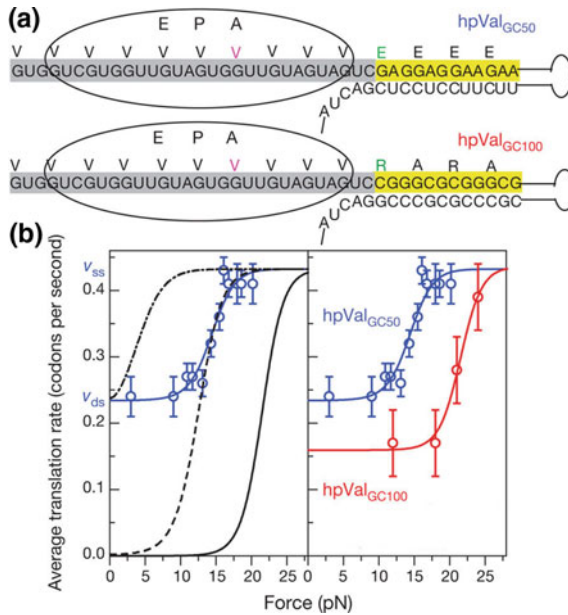 (a)
E P A
hpValGC50
V V V V V V V V V V E E E E
GUGGUCGUGGUUGUAGUGGUUGUAGUAGUCGAGGAGGAAGAA
AUCAGCUCCUCCUUCUU
E P A
hpValGC100
V V V V V V V V V V R A R A
GUGGUCGUGGUUGUAGUGGUUGUAGUAGUCCGGGCGCGGGCG
AUCAGGCCCGCGCCCGC
(b)
Average translation rate (codons per second)
vss
0.4
0.3
vds
0.2
0.1
0.0
hpValGC50
hpValGC100
0 5 10 15 20 25 0 5 10 15 20 25
Force (pN)